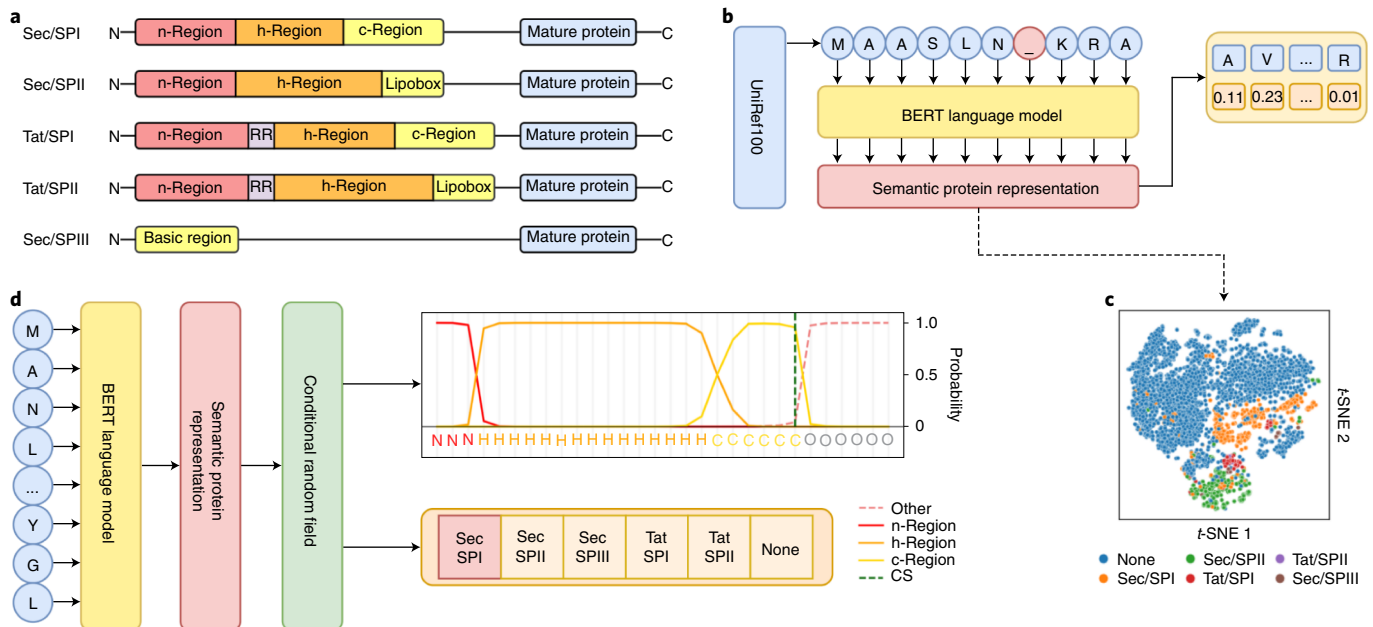 a
Sec/SPI N n-Region h-Region c-Region Mature protein C
Sec/SPII N n-Region h-Region Lipobox Mature protein C
Tat/SPI N n-Region RR h-Region c-Region Mature protein C
Tat/SPII N n-Region RR h-Region Lipobox Mature protein C
Sec/SPIII N Basic region Mature protein C
b
UniRef100
M A A S L N _ K R A
BERT language model
Semantic protein representation
A V ... R
0.11 0.23 ... 0.01
c
t-SNE 2
t-SNE 1
None Sec/SPII Tat/SPII
Sec/SPI Tat/SPI Sec/SPIII
d
M
A
N
L
...
Y
G
L
BERT language model
Semantic protein
representation
Conditional random field
1.0
0.5
0
Probability
N N N H H H H H H H H H H H H H H H C C C C C C O O O O O O
Sec
SPI
Sec
SPII
Sec
SPIII
Tat
SPI
Tat
SPII
None
Other
n-Region
h-Region
c-Region
CS